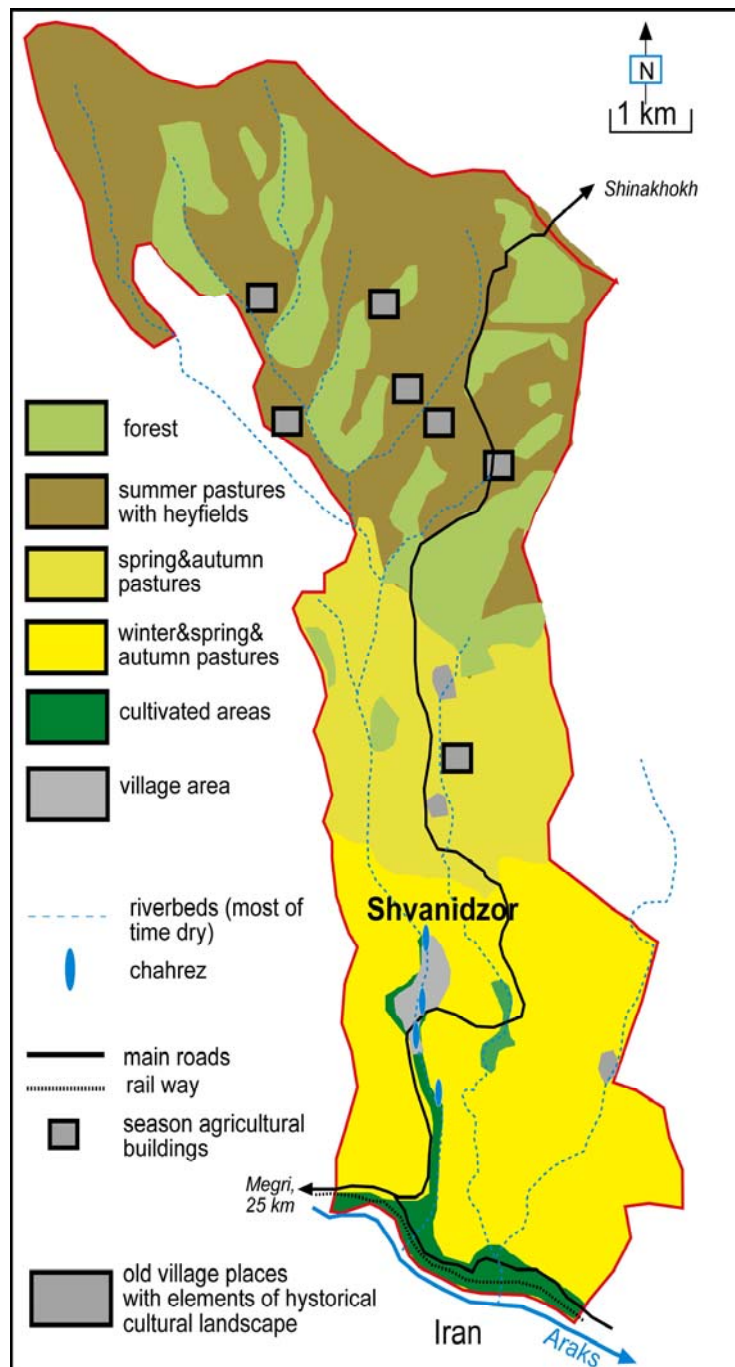 N
1 km
Shinakhokh
forest
summer pastures
with heyfields
spring&autumn
pastures
winter&spring&
autumn pastures
cultivated areas
village area
Shvanidzor
riverbeds (most of
time dry)
chahrez
main roads
rail way
season agricultural
buildings
Megri,
25 km
old village places
with elements of hystorical
cultural landscape
Iran
Araks